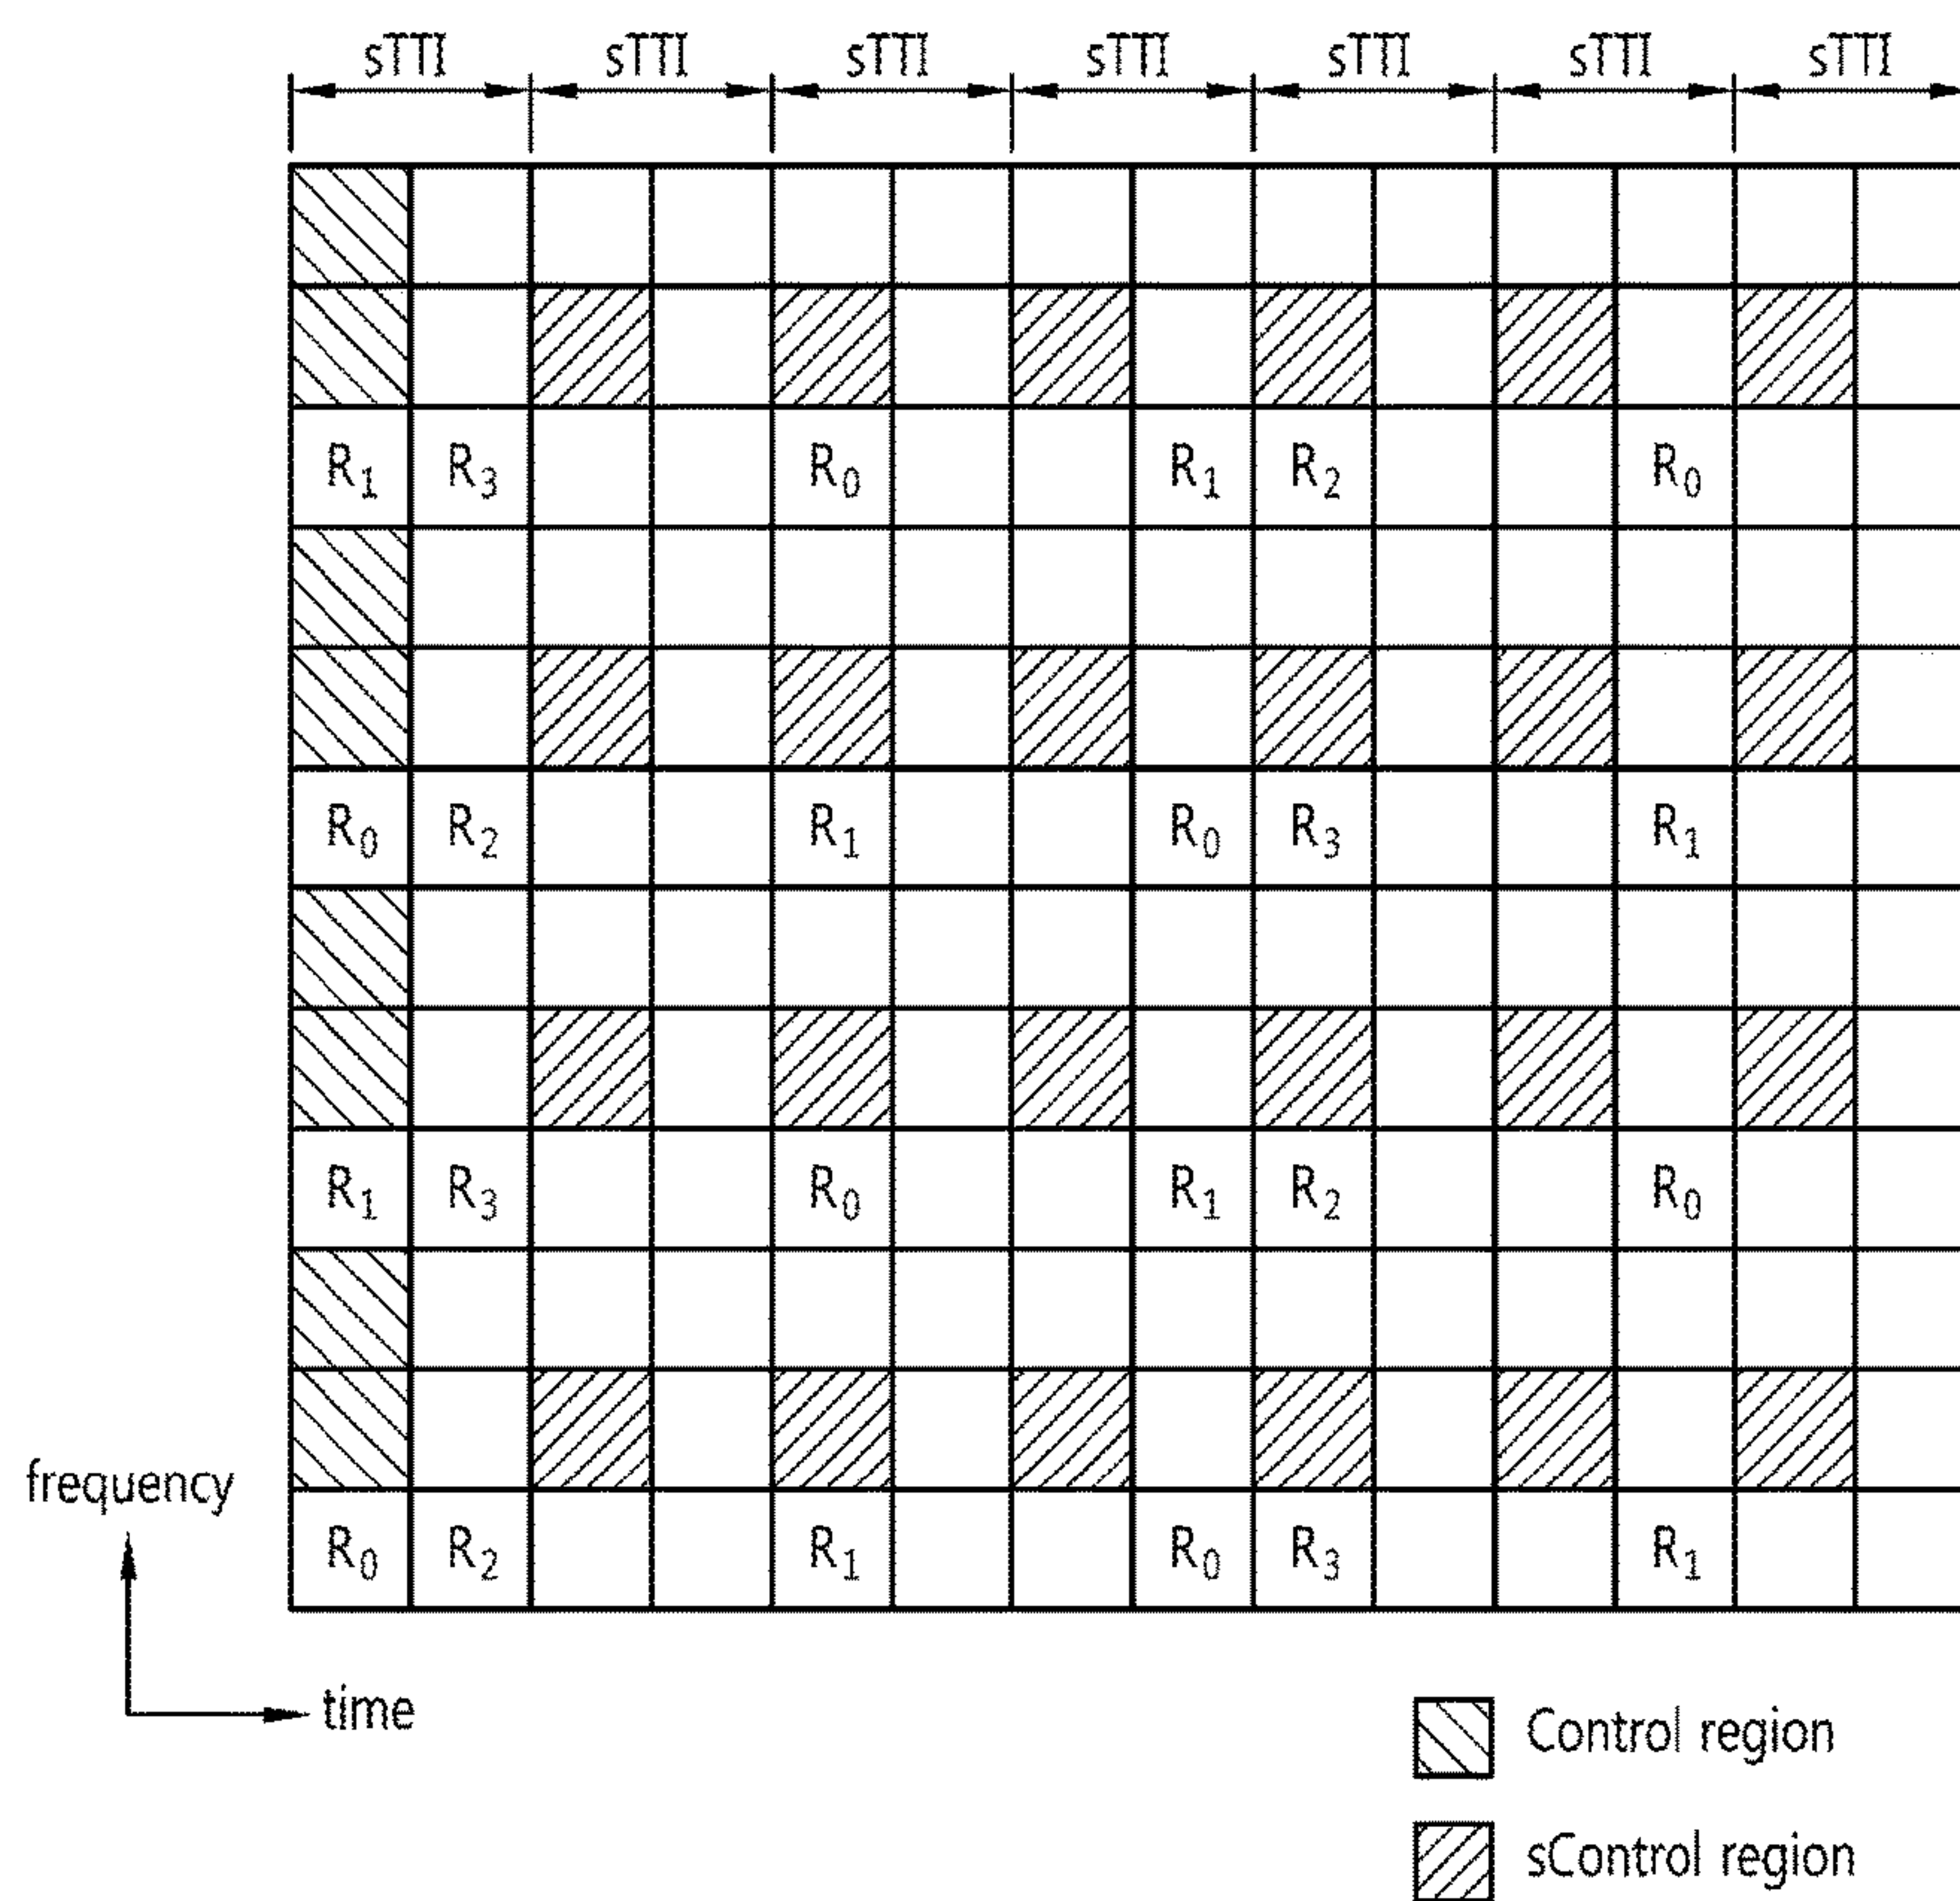 sTTI sTTI sTTI sTTI sTTI sTTI sTTI
R₁ R₃ R₀ R₁ R₂ R₀
R₀ R₂ R₁ R₀ R₃ R₁
R₁ R₃ R₀ R₁ R₂ R₀
R₀ R₂ R₁ R₀ R₃ R₁
frequency
time
Control region
sControl region